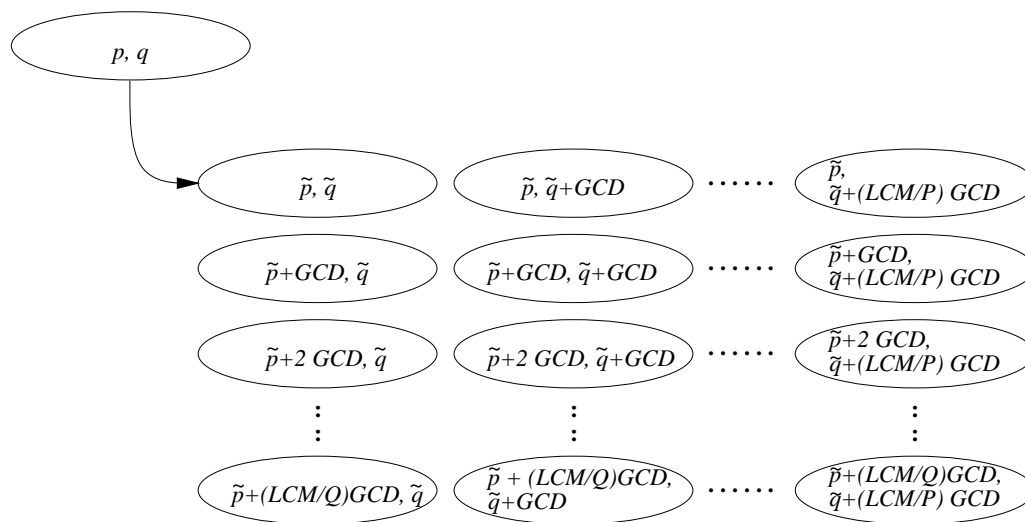 p, q
p̃, q̃
p̃, q̃+GCD
......
p̃,
q̃+(LCM/P) GCD
p̃+GCD, q̃
p̃+GCD, q̃+GCD
......
p̃+GCD,
q̃+(LCM/P) GCD
p̃+2 GCD, q̃
p̃+2 GCD, q̃+GCD
......
p̃+2 GCD,
q̃+(LCM/P) GCD
p̃+(LCM/Q)GCD, q̃
p̃ + (LCM/Q)GCD,
q̃+GCD
......
p̃+(LCM/Q)GCD,
q̃+(LCM/P) GCD